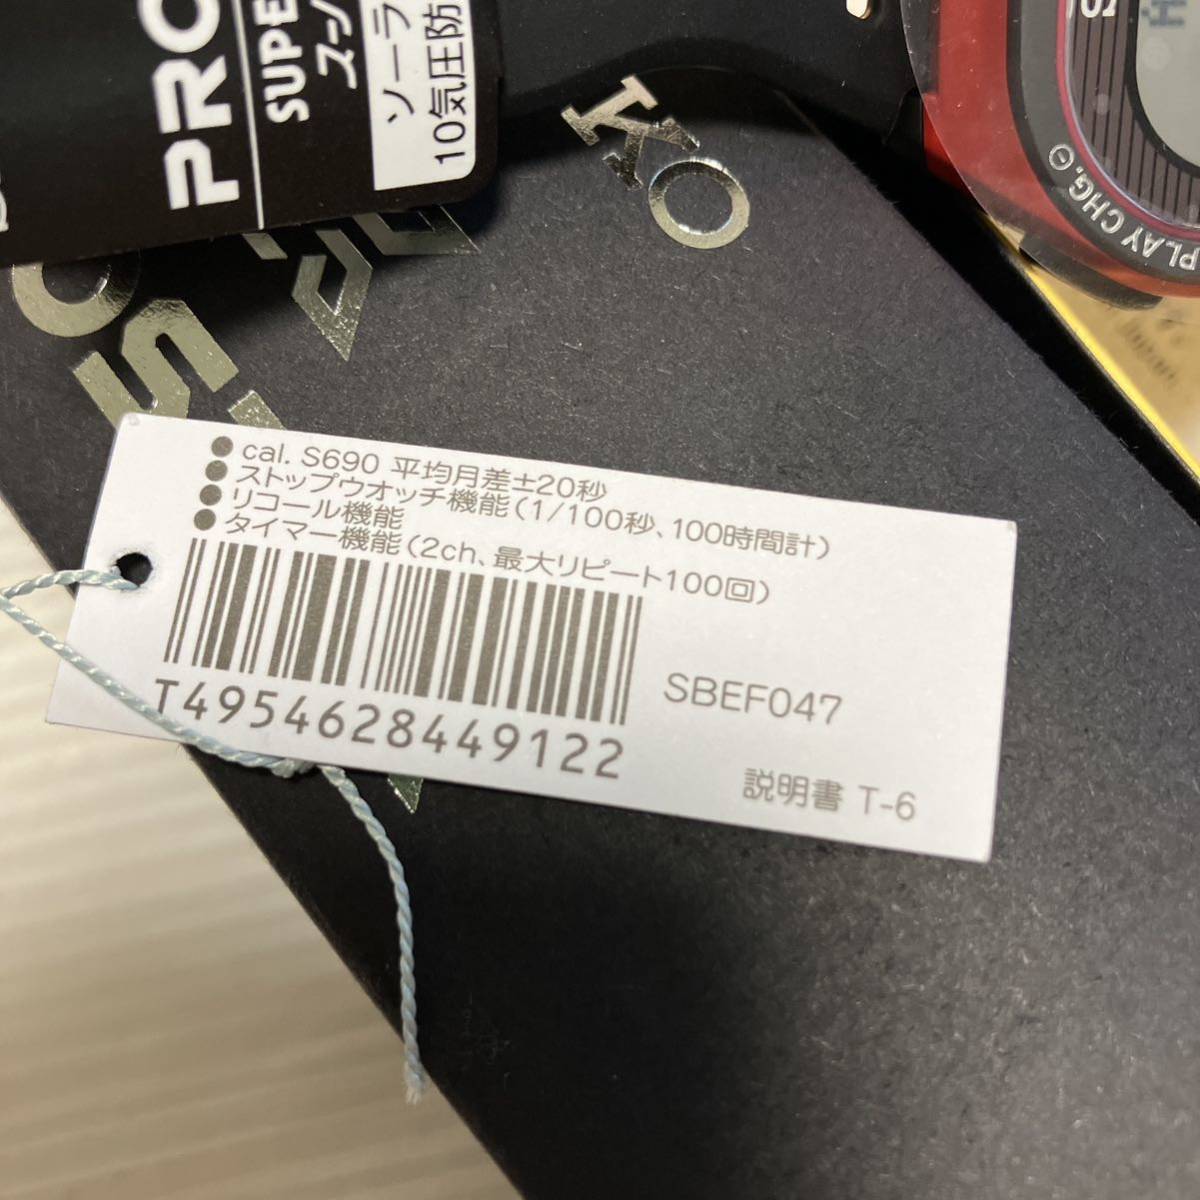 PRO
SUPE
ソーラ
10気圧防
KO
PLAY CHG.
● cal. S690 平均月差±20秒
● ストップウオッチ機能(1/100秒、100時間計)
● リコール機能
● タイマー機能(2ch、最大リピート100回)
T4954628449122
SBEF047
説明書 T-6